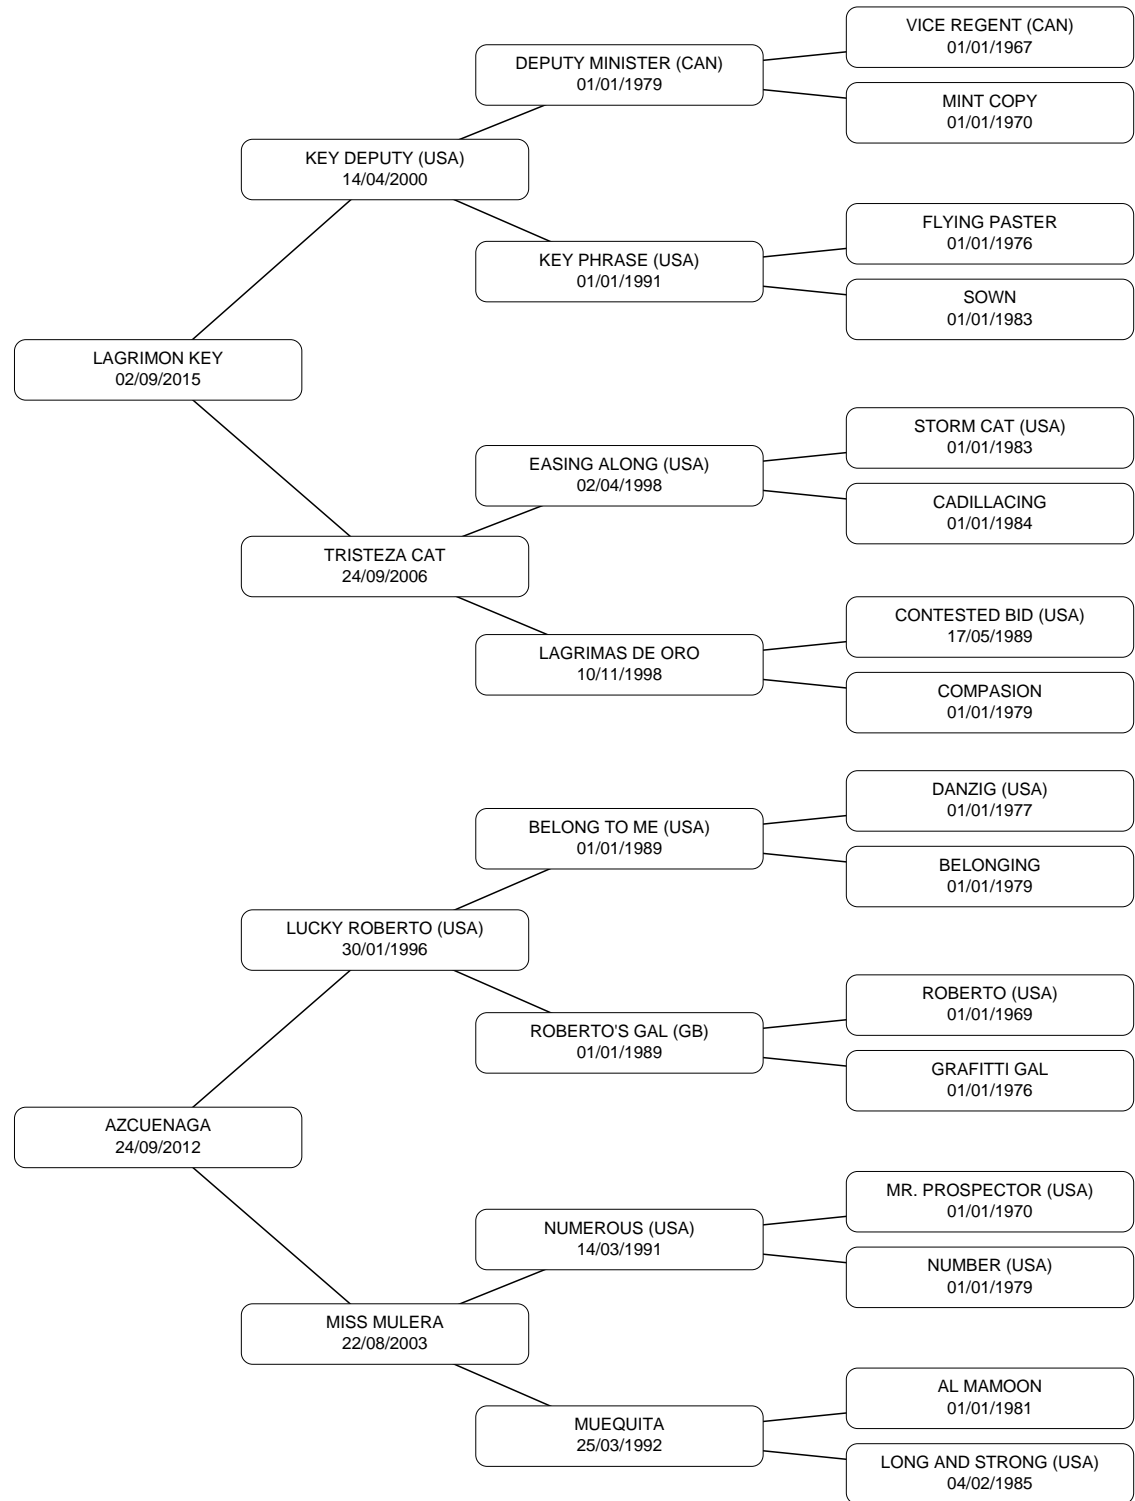 VICE REGENT (CAN)
01/01/1967
DEPUTY MINISTER (CAN)
01/01/1979
MINT COPY
01/01/1970
KEY DEPUTY (USA)
14/04/2000
FLYING PASTER
01/01/1976
KEY PHRASE (USA)
01/01/1991
SOWN
01/01/1983
LAGRIMON KEY
02/09/2015
STORM CAT (USA)
01/01/1983
EASING ALONG (USA)
02/04/1998
CADILLACING
01/01/1984
TRISTEZA CAT
24/09/2006
CONTESTED BID (USA)
17/05/1989
LAGRIMAS DE ORO
10/11/1998
COMPASION
01/01/1979
DANZIG (USA)
01/01/1977
BELONG TO ME (USA)
01/01/1989
BELONGING
01/01/1979
LUCKY ROBERTO (USA)
30/01/1996
ROBERTO (USA)
01/01/1969
ROBERTO'S GAL (GB)
01/01/1989
GRAFITTI GAL
01/01/1976
AZCUENAGA
24/09/2012
MR. PROSPECTOR (USA)
01/01/1970
NUMEROUS (USA)
14/03/1991
NUMBER (USA)
01/01/1979
MISS MULERA
22/08/2003
AL MAMOON
01/01/1981
MUEQUITA
25/03/1992
LONG AND STRONG (USA)
04/02/1985